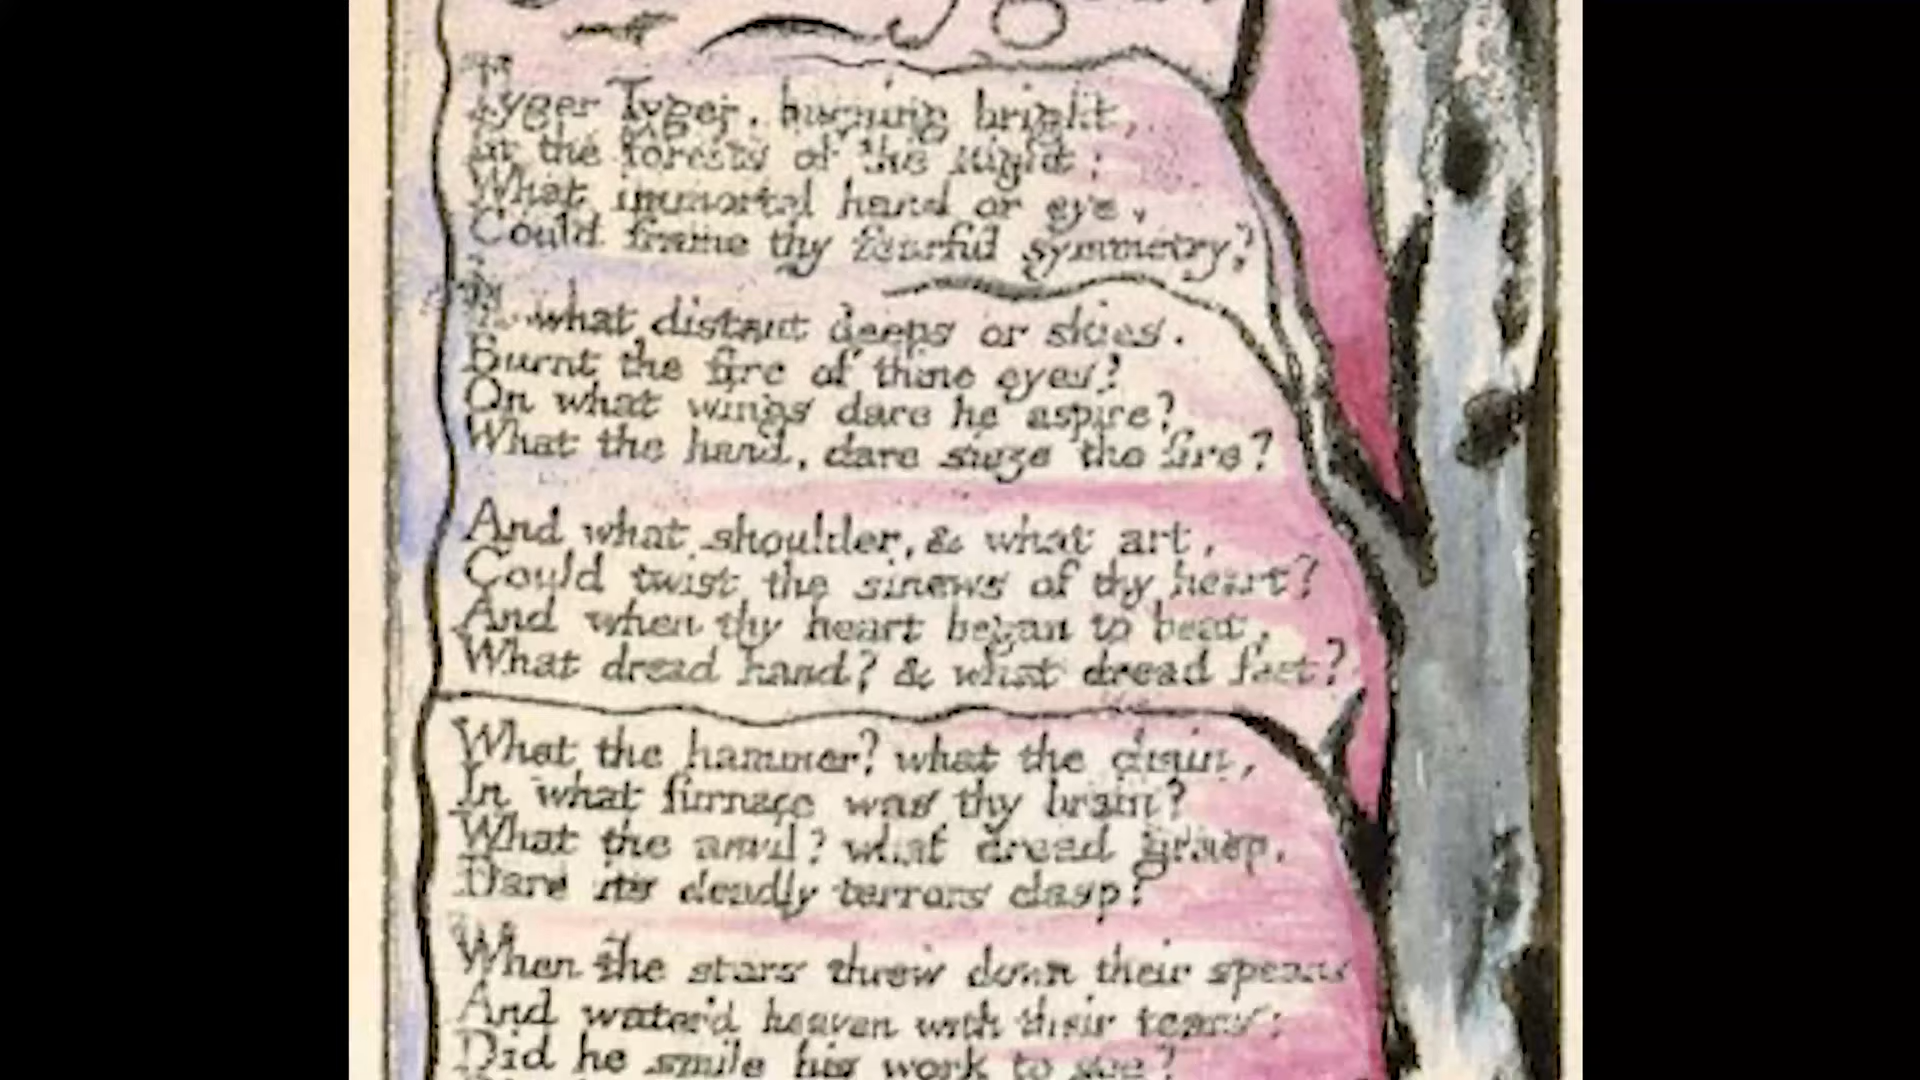 Tyger Tyger, burning bright,
In the forests of the night:
What immortal hand or eye,
Could frame thy fearful symmetry?
In what distant deeps or skies.
Burnt the fire of thine eyes?
On what wings dare he aspire?
What the hand, dare sieze the fire?
And what shoulder, & what art,
Could twist the sinews of thy heart?
And when thy heart began to beat,
What dread hand? & what dread feet?
What the hammer? what the chain,
In what furnace was thy brain?
What the anvil? what dread grasp.
Dare its deadly terrors clasp?
When the stars threw down their spears
And water'd heaven with their tears:
Did he smile his work to see?